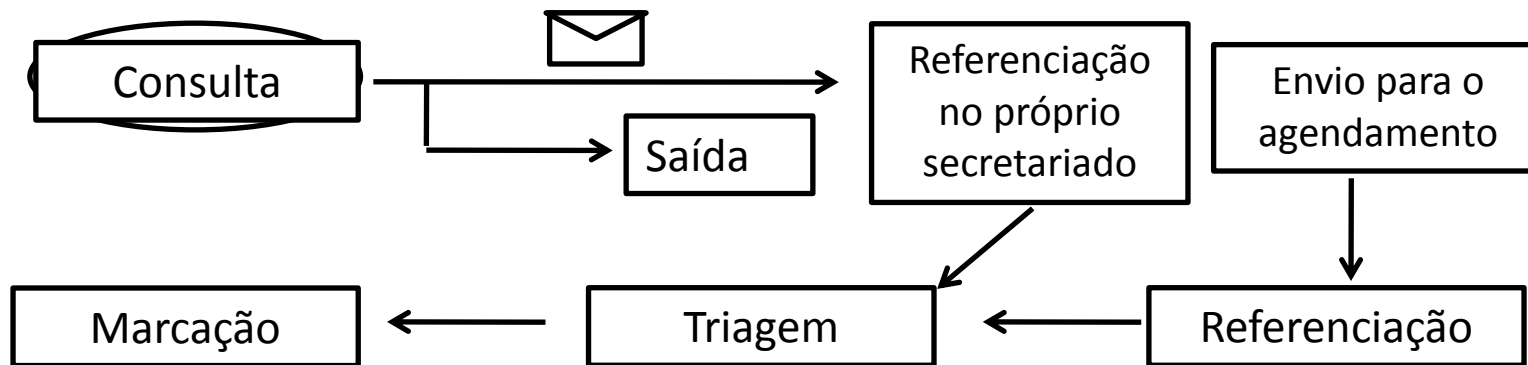 Consulta
Saída
Referenciação
no próprio
secretariado
Envio para o
agendamento
Marcação
Triagem
Referenciação